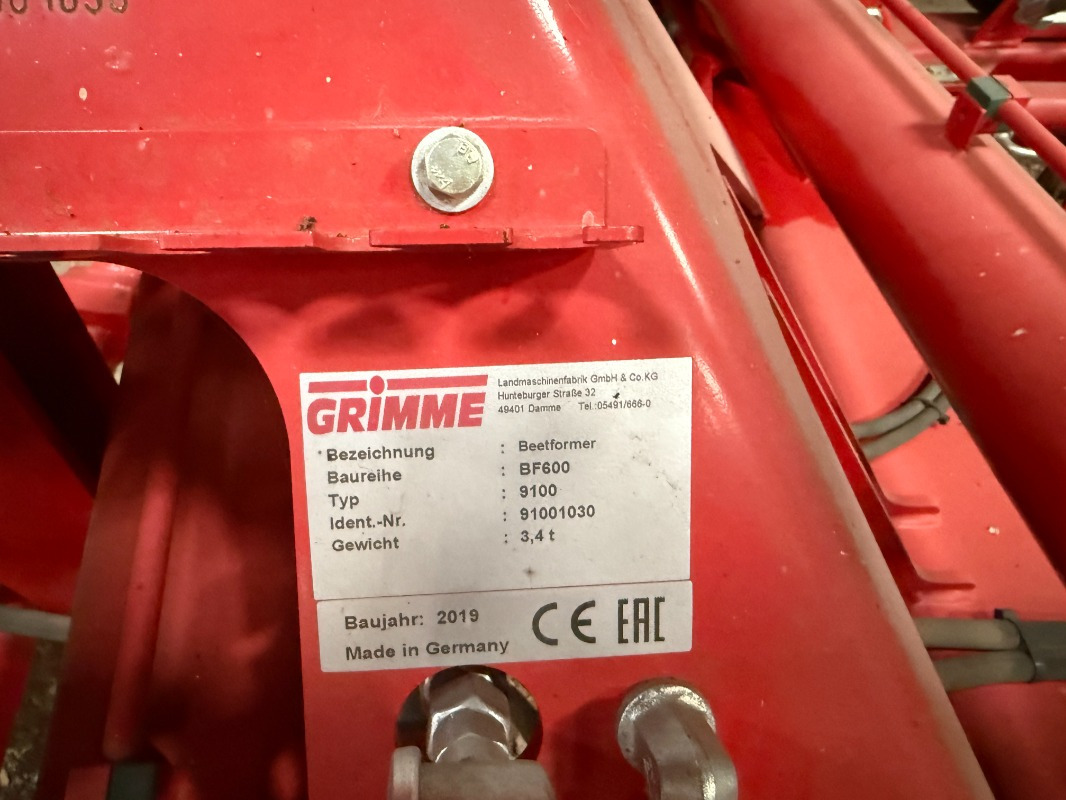 GRIMME
Landmaschinenfabrik GmbH & Co.KG
Hunteburger Straße 32
49401 Damme Tel.:05491/666-0
Bezeichnung : Beetformer
Baureihe : BF600
Typ : 9100
Ident.-Nr. : 91001030
Gewicht : 3,4 t
Baujahr: 2019
Made in Germany
CE EAC